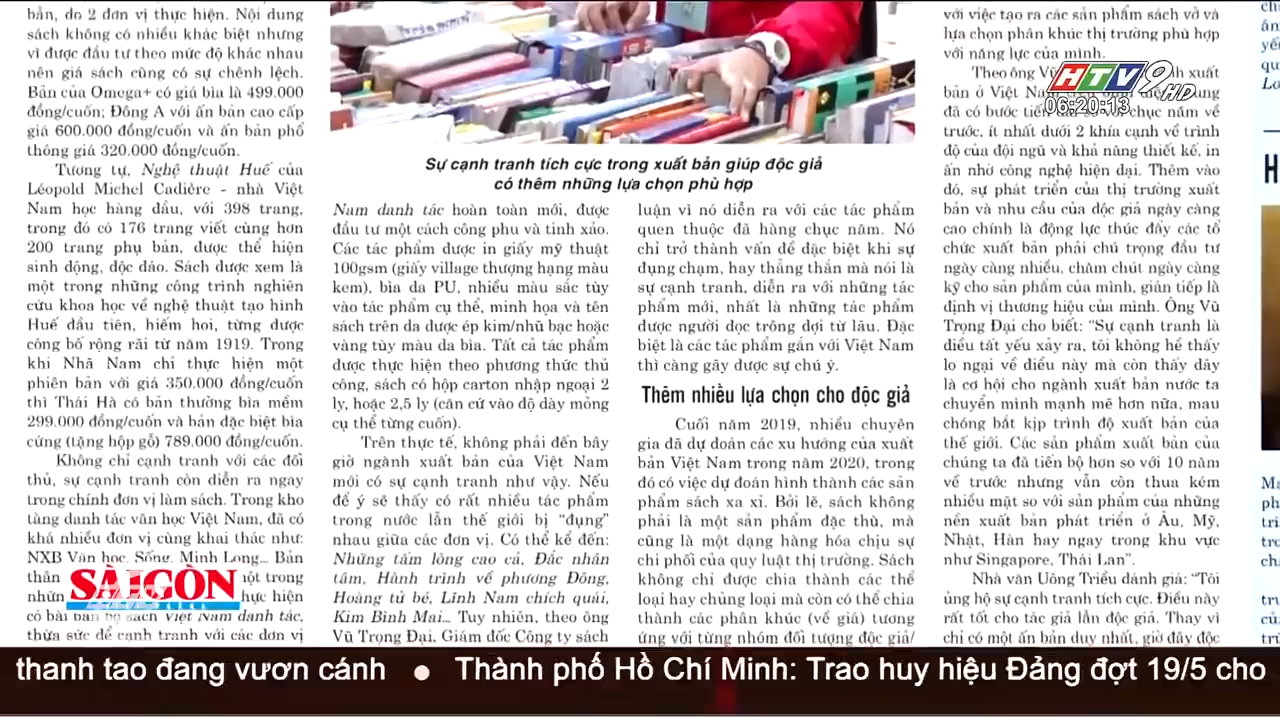 bản, do 2 đơn vị thực hiện. Nội dung
sách không có nhiều khác biệt nhưng
vì được đầu tư theo mức độ khác nhau
nên giá sách cũng có sự chênh lệch.
Bản của Omega+ có giá bìa là 499.000
đồng/cuốn; Đông A với ấn bản cao cấp
giá 600.000 đồng/cuốn và ấn bản phổ
thông giá 320.000 đồng/cuốn.
Tương tự, Nghệ thuật Huế của
Léopold Michel Cadière - nhà Việt
Nam học hàng đầu, với 398 trang,
trong đó có 176 trang viết cùng hơn
200 trang phụ bản, được thể hiện
sinh động, độc đáo. Sách được xem là
một trong những công trình nghiên
cứu khoa học về nghệ thuật tạo hình
Huế đầu tiên, hiếm hoi, từng được
công bố rộng rãi từ năm 1919. Trong
khi Nhã Nam chỉ thực hiện một
phiên bản với giá 350.000 đồng/cuốn
thì Thái Hà có bản thường bìa mềm
299.000 đồng/cuốn và bản đặc biệt bìa
cứng (tặng hộp gỗ) 789.000 đồng/cuốn.
Không chỉ cạnh tranh với các đối
thủ, sự cạnh tranh còn diễn ra ngay
trong chính đơn vị làm sách. Trong kho
tàng danh tác văn học Việt Nam, đã có
khá nhiều đơn vị cùng khai thác như:
NXB Văn học, Sống, Minh Long... Bản
thân một trong
nhữn thực hiện
có bài bản bộ sách Việt Nam danh tác,
thừa sức để cạnh tranh với các đơn vị
Sự cạnh tranh tích cực trong xuất bản giúp độc giả
có thêm những lựa chọn phù hợp
Nam danh tác hoàn toàn mới, được
đầu tư một cách công phu và tinh xảo.
Các tác phẩm được in giấy mỹ thuật
100gsm (giấy village thượng hạng màu
kem), bìa da PU, nhiều màu sắc tùy
vào tác phẩm cụ thể, minh họa và tên
sách trên da được ép kim/nhũ bạc hoặc
vàng tùy màu da bìa. Tất cả tác phẩm
được thực hiện theo phương thức thủ
công, sách có hộp carton nhập ngoại 2
ly, hoặc 2,5 ly (căn cứ vào độ dày mỏng
cụ thể từng cuốn).
Trên thực tế, không phải đến bây
giờ ngành xuất bản của Việt Nam
mới có sự cạnh tranh như vậy. Nếu
để ý sẽ thấy có rất nhiều tác phẩm
trong nước lẫn thế giới bị "đụng"
nhau giữa các đơn vị. Có thể kể đến:
Những tấm lòng cao cả, Đắc nhân
tâm, Hành trình về phương Đông,
Hoàng tử bé, Lĩnh Nam chích quái,
Kim Bình Mai... Tuy nhiên, theo ông
Vũ Trọng Đại, Giám đốc Công ty sách
luận vì nó diễn ra với các tác phẩm
quen thuộc đã hàng chục năm. Nó
chỉ trở thành vấn đề đặc biệt khi sự
đụng chạm, hay thẳng thắn mà nói là
sự cạnh tranh, diễn ra với những tác
phẩm mới, nhất là những tác phẩm
được người đọc trông đợi từ lâu. Đặc
biệt là các tác phẩm gắn với Việt Nam
thì càng gây được sự chú ý.
Thêm nhiều lựa chọn cho độc giả
Cuối năm 2019, nhiều chuyên
gia đã dự đoán các xu hướng của xuất
bản Việt Nam trong năm 2020, trong
đó có việc dự đoán hình thành các sản
phẩm sách xa xỉ. Bởi lẽ, sách không
phải là một sản phẩm đặc thù, mà
cũng là một dạng hàng hóa chịu sự
chi phối của quy luật thị trường. Sách
không chỉ được chia thành các thể
loại hay chủng loại mà còn có thể chia
thành các phân khúc (về giá) tương
ứng với từng nhóm đối tượng độc giả/
với việc tạo ra các sản phẩm sách vở và
lựa chọn phân khúc thị trường phù hợp
với năng lực của mình.
Theo ông Vũ xuất
bản ở Việt Nam
đã có bước tiến chục năm về
trước, ít nhất dưới 2 khía cạnh về trình
độ của đội ngũ và khả năng thiết kế, in
ấn nhờ công nghệ hiện đại. Thêm vào
đó, sự phát triển của thị trường xuất
bản và nhu cầu của độc giả ngày càng
cao chính là động lực thúc đẩy các tổ
chức xuất bản phải chú trọng đầu tư
ngày càng nhiều, chăm chút ngày càng
kỹ cho sản phẩm của mình, gián tiếp là
định vị thương hiệu của mình. Ông Vũ
Trọng Đại cho biết: "Sự cạnh tranh là
điều tất yếu xảy ra, tôi không hề thấy
lo ngại về điều này mà còn thấy đây
là cơ hội cho ngành xuất bản nước ta
chuyển mình mạnh mẽ hơn nữa, mau
chóng bắt kịp trình độ xuất bản của
thế giới. Các sản phẩm xuất bản của
chúng ta đã tiến bộ hơn so với 10 năm
về trước nhưng vẫn còn thua kém
nhiều mặt so với sản phẩm của những
nền xuất bản phát triển ở Âu, Mỹ,
Nhật, Hàn hay ngay trong khu vực
như Singapore, Thái Lan".
Nhà văn Uông Triều đánh giá: "Tôi
ủng hộ sự cạnh tranh tích cực. Điều này
rất tốt cho tác giả lẫn độc giả. Thay vì
chỉ có một ấn bản duy nhất, giờ đây độc
HTV9 HD
06:20:13
SÀI GÒN
thanh tao đang vươn cánh ● Thành phố Hồ Chí Minh: Trao huy hiệu Đảng đợt 19/5 cho